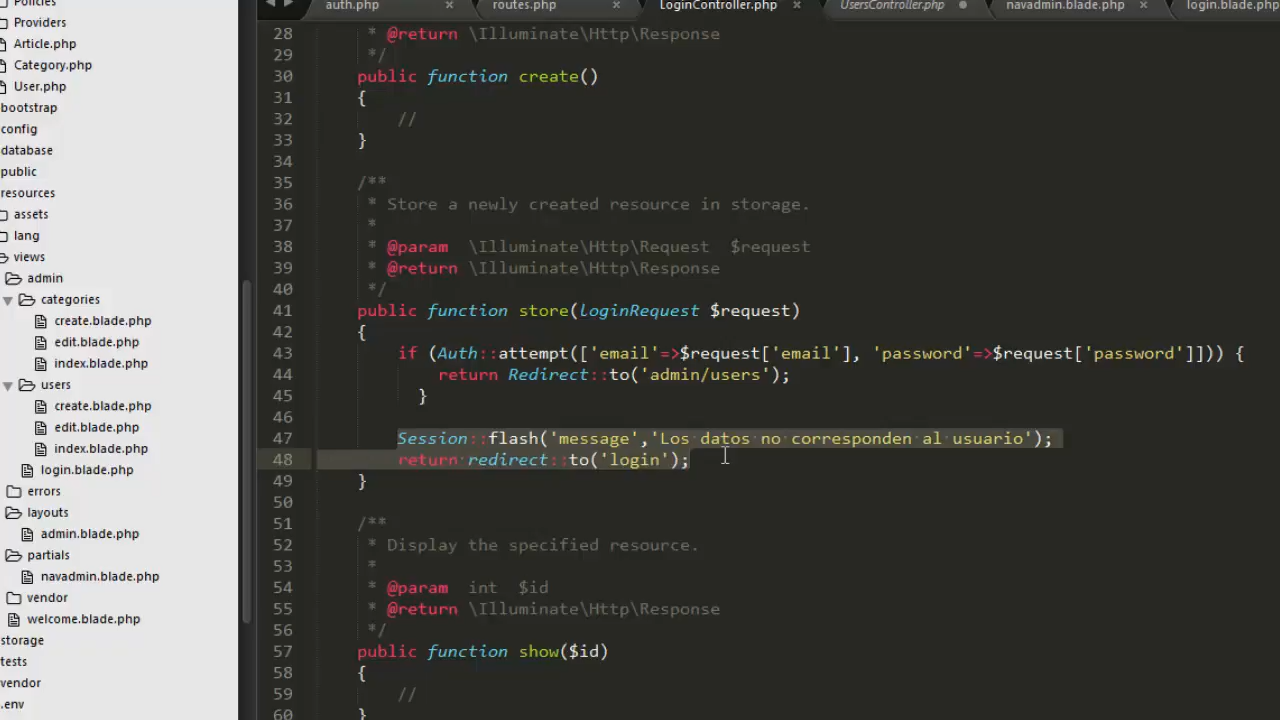 Policies
Providers
Article.php
Category.php
User.php
bootstrap
config
database
public
resources
assets
lang
views
admin
categories
create.blade.php
edit.blade.php
index.blade.php
users
create.blade.php
edit.blade.php
index.blade.php
login.blade.php
errors
layouts
admin.blade.php
partials
navadmin.blade.php
vendor
welcome.blade.php
storage
tests
vendor
.env
auth.php × routes.php × LoginController.php × UsersController.php navadmin.blade.php × login.blade.php
28 * @return \Illuminate\Http\Response
29 */
30 public function create()
31 {
32 //
33 }
34
35 /**
36 * Store a newly created resource in storage.
37 *
38 * @param \Illuminate\Http\Request $request
39 * @return \Illuminate\Http\Response
40 */
41 public function store(loginRequest $request)
42 {
43 if (Auth::attempt(['email'=>$request['email'], 'password'=>$request['password']])) {
44 return Redirect::to('admin/users');
45 }
46
47 Session::flash('message','Los datos no corresponden al usuario');
48 return redirect::to('login');
49 }
50
51 /**
52 * Display the specified resource.
53 *
54 * @param int $id
55 * @return \Illuminate\Http\Response
56 */
57 public function show($id)
58 {
59 //
60 }